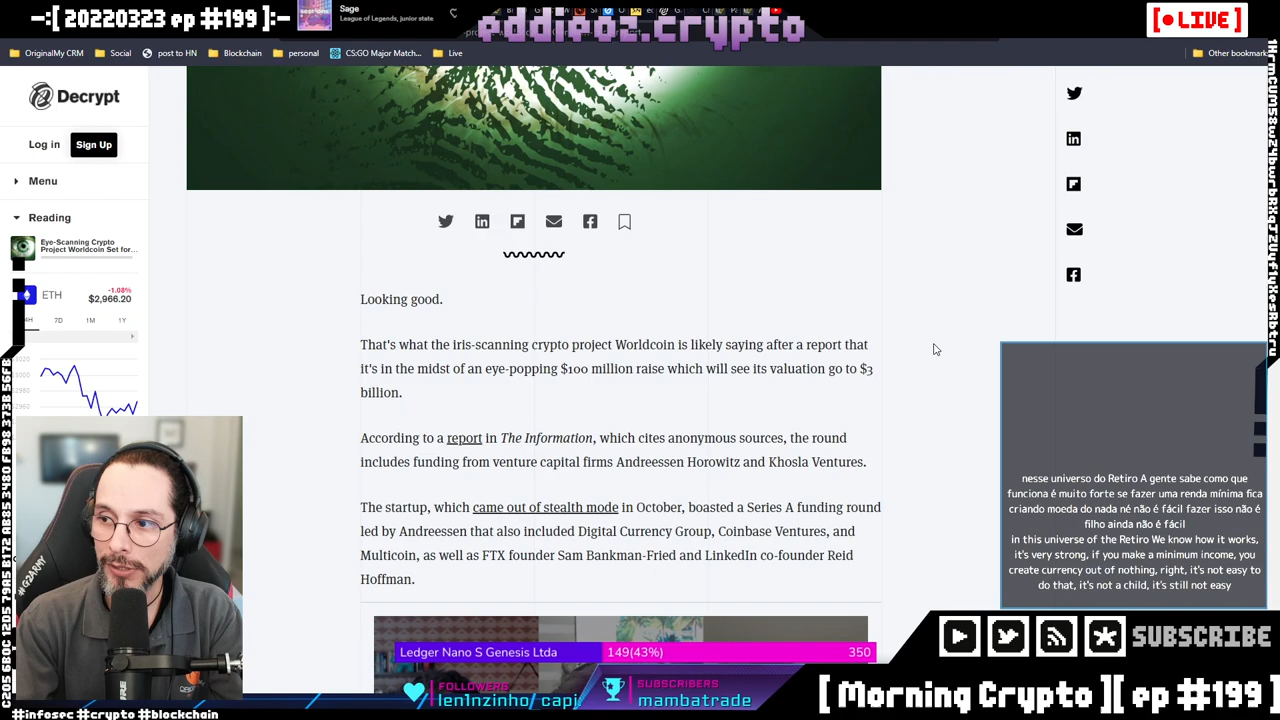 -:[ 20220323 ep #199 ]:-
Sage
League of Legends, junior state
eddieoz.crypto
[ LIVE ]
OriginalMy CRM
Social
post to HN
Blockchain
personal
CS:GO Major Match...
Live
Other bookmark
Decrypt
Log in
Sign Up
Menu
Reading
Eye-Scanning Crypto
Project Worldcoin Set for...
ETH
-1.08%
$2,966.20
7D
1M
1Y
Looking good.
That's what the iris-scanning crypto project Worldcoin is likely saying after a report that
it's in the midst of an eye-popping $100 million raise which will see its valuation go to $3
billion.
According to a report in The Information, which cites anonymous sources, the round
includes funding from venture capital firms Andreessen Horowitz and Khosla Ventures.
The startup, which came out of stealth mode in October, boasted a Series A funding round
led by Andreessen that also included Digital Currency Group, Coinbase Ventures, and
Multicoin, as well as FTX founder Sam Bankman-Fried and LinkedIn co-founder Reid
Hoffman.
nesse universo do Retiro A gente sabe como que
funciona é muito forte se fazer uma renda mínima fica
criando moeda do nada né não é fácil fazer isso não é
filho ainda não é fácil
in this universe of the Retiro We know how it works,
it's very strong, if you make a minimum income, you
create currency out of nothing, right, it's not easy to
do that, it's not a child, it's still not easy
#G2ARMY
Ledger Nano S Genesis Ltda
149(43%)
350
FOLLOWERS
len1nzinho/ capi
SUBSCRIBERS
mambatrade
SUBSCRIBE
[ Morning Crypto ][ ep #199 ]
#infosec #crypto #blockchain